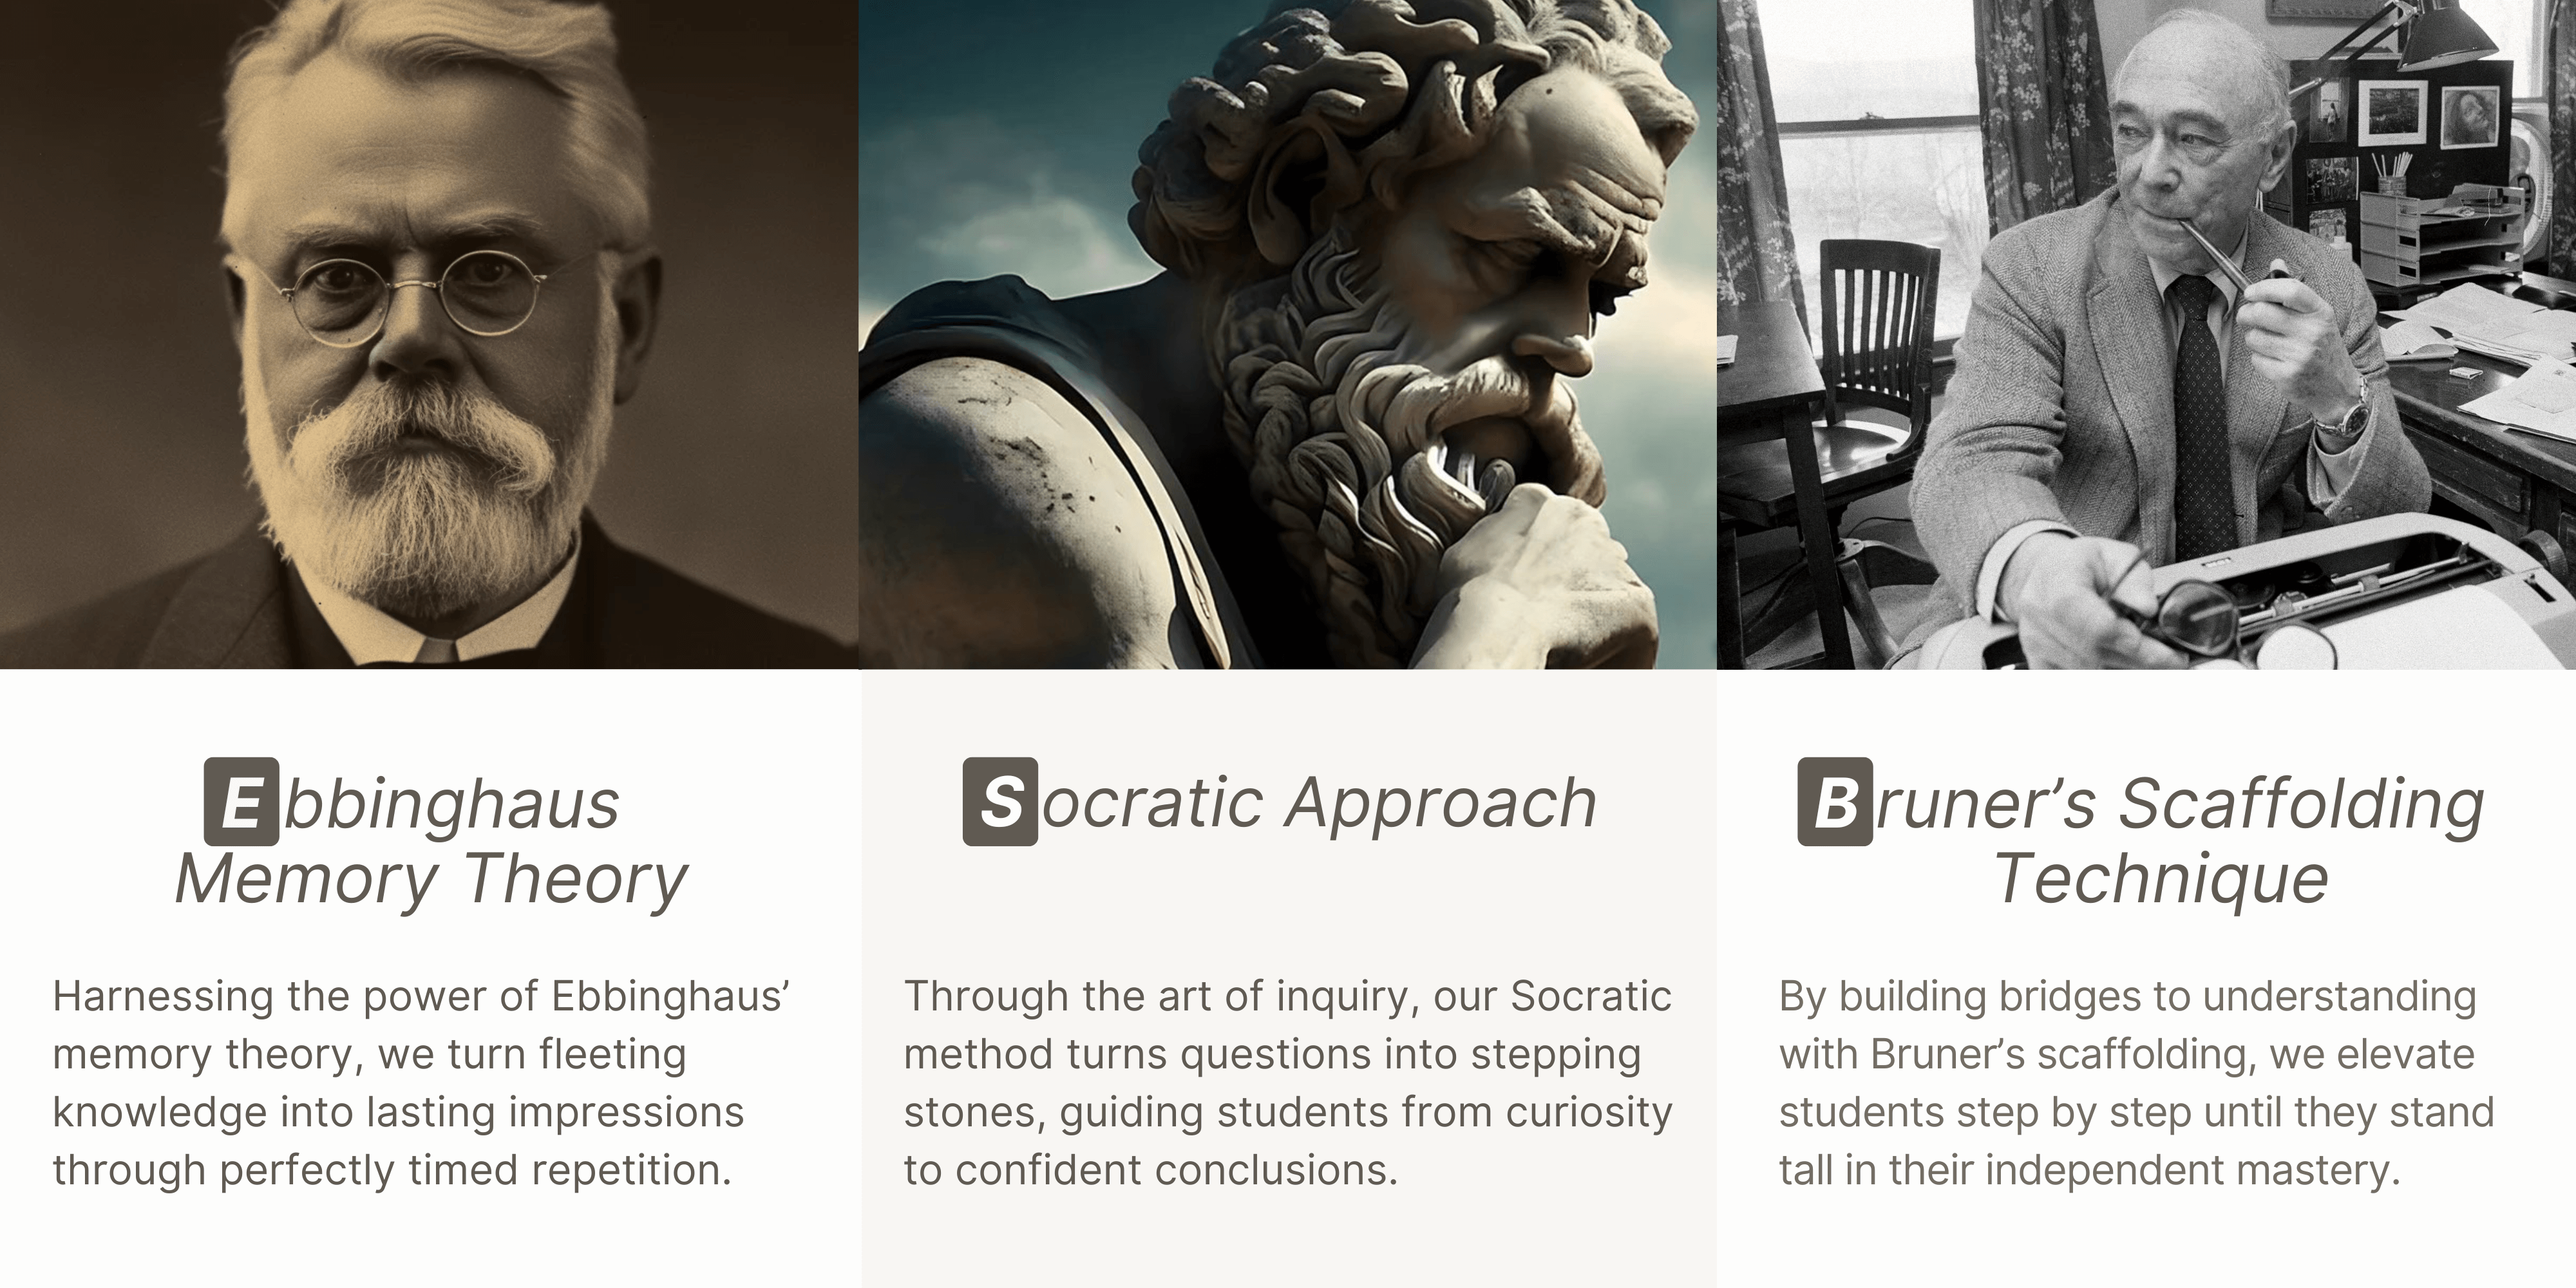 Ebbinghaus
Memory Theory
Harnessing the power of Ebbinghaus’
memory theory, we turn fleeting
knowledge into lasting impressions
through perfectly timed repetition.
Socratic Approach
Through the art of inquiry, our Socratic
method turns questions into stepping
stones, guiding students from curiosity
to confident conclusions.
Bruner’s Scaffolding
Technique
By building bridges to understanding
with Bruner’s scaffolding, we elevate
students step by step until they stand
tall in their independent mastery.